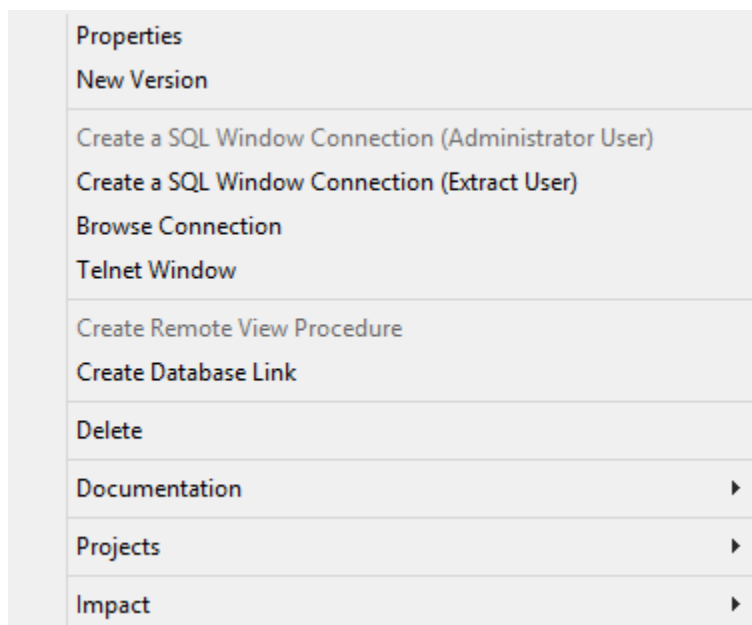 Properties
New Version
Create a SQL Window Connection (Administrator User)
Create a SQL Window Connection (Extract User)
Browse Connection
Telnet Window
Create Remote View Procedure
Create Database Link
Delete
Documentation
Projects
Impact